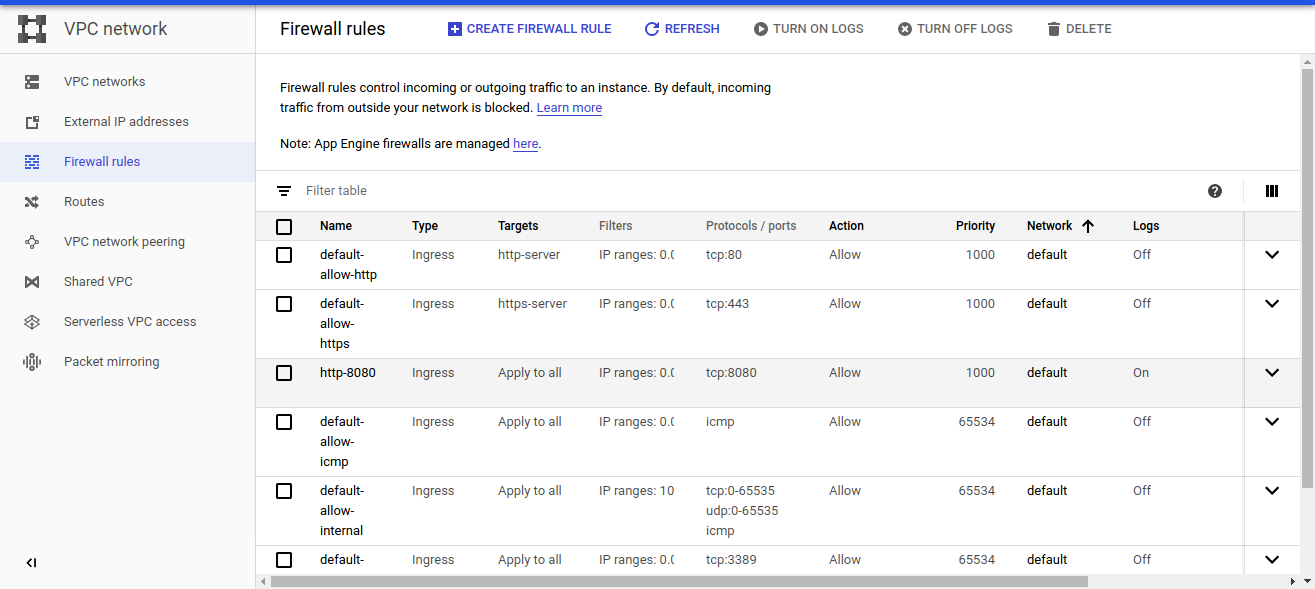 VPC network
Firewall rules
CREATE FIREWALL RULE
REFRESH
TURN ON LOGS
TURN OFF LOGS
DELETE
VPC networks
External IP addresses
Firewall rules
Routes
VPC network peering
Shared VPC
Serverless VPC access
Packet mirroring
Firewall rules control incoming or outgoing traffic to an instance. By default, incoming
traffic from outside your network is blocked. Learn more
Note: App Engine firewalls are managed here.
Filter table
Name Type Targets Filters Protocols / ports Action Priority Network Logs
default- Ingress http-server IP ranges: 0.0 tcp:80 Allow 1000 default Off
allow-http
default- Ingress https-server IP ranges: 0.0 tcp:443 Allow 1000 default Off
allow-
https
http-8080 Ingress Apply to all IP ranges: 0.0 tcp:8080 Allow 1000 default On
default- Ingress Apply to all IP ranges: 0.0 icmp Allow 65534 default Off
allow-
icmp
default- Ingress Apply to all IP ranges: 10 tcp:0-65535 Allow 65534 default Off
allow- udp:0-65535
internal icmp
default- Ingress Apply to all IP ranges: 0.0 tcp:3389 Allow 65534 default Off